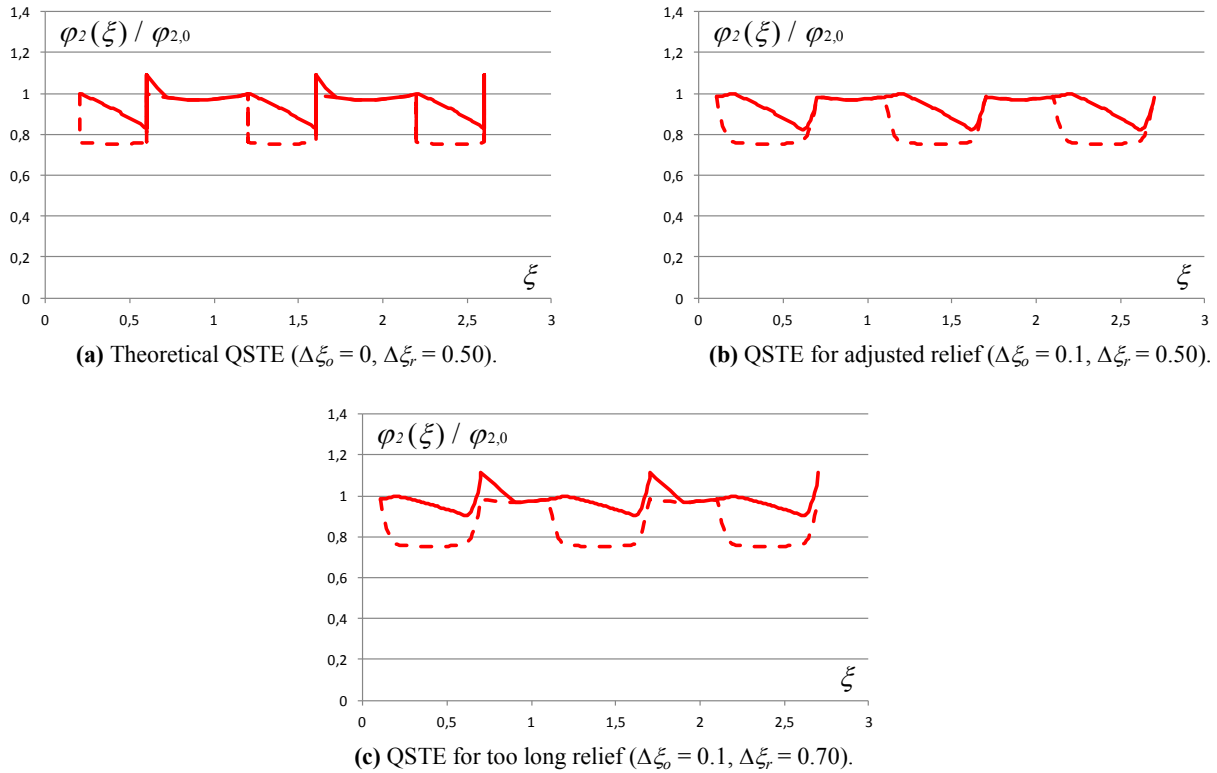 1,4
φ₂(ξ) / φ₂,₀
1,2
1
0,8
0,6
0,4
0,2
0
ξ
0 0,5 1 1,5 2 2,5 3
(a) Theoretical QSTE (Δξₒ = 0, Δξᵣ = 0.50).
1,4
φ₂(ξ) / φ₂,₀
1,2
1
0,8
0,6
0,4
0,2
0
ξ
0 0,5 1 1,5 2 2,5 3
(b) QSTE for adjusted relief (Δξₒ = 0.1, Δξᵣ = 0.50).
1,4
φ₂(ξ) / φ₂,₀
1,2
1
0,8
0,6
0,4
0,2
0
ξ
0 0,5 1 1,5 2 2,5 3
(c) QSTE for too long relief (Δξₒ = 0.1, Δξᵣ = 0.70).